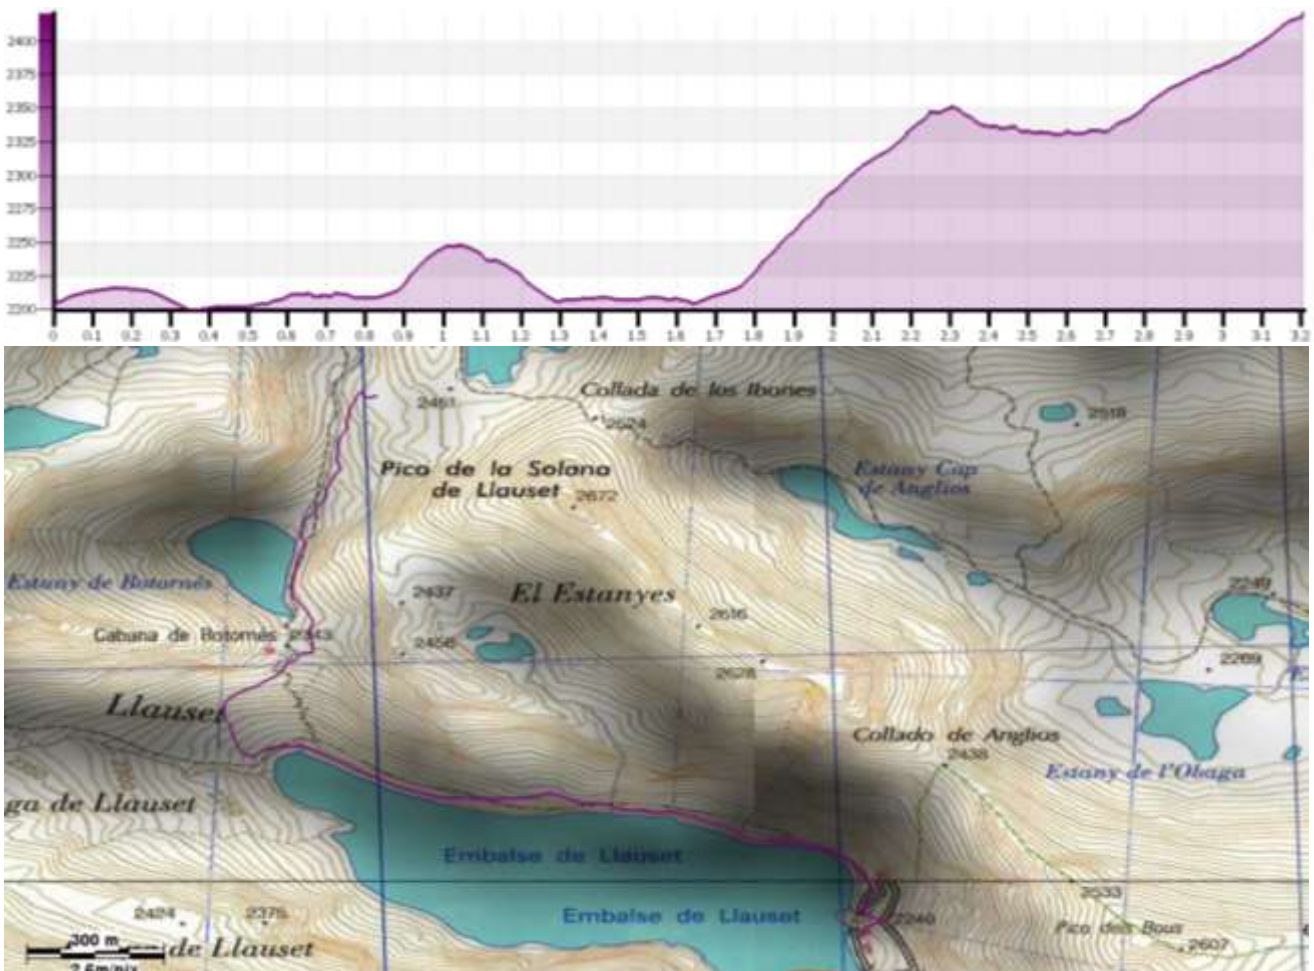 2400
2375
2350
2325
2300
2275
2250
2225
2200
0 0.1 0.2 0.3 0.4 0.5 0.6 0.7 0.8 0.9 1 1.1 1.2 1.3 1.4 1.5 1.6 1.7 1.8 1.9 2 2.1 2.2 2.3 2.4 2.5 2.6 2.7 2.8 2.9 3 3.1 3.2
Collada de los Ibones
2451
2518
2624
Pico de la Solana
de Llauset
2672
Estany Cap
de Anglios
Estany de Botornés
2437
El Estanyes
2249
2616
Cabana de Botornés
2343
2456
2628
2269
Llauset
Collado de Anglios
2438
Estany de l'Obaga
ga de Llauset
Embalse de Llauset
2533
2424
2375
Embalse de Llauset
2240
Pico dels Bous
2607
300 m
de Llauset
2.6m/pix